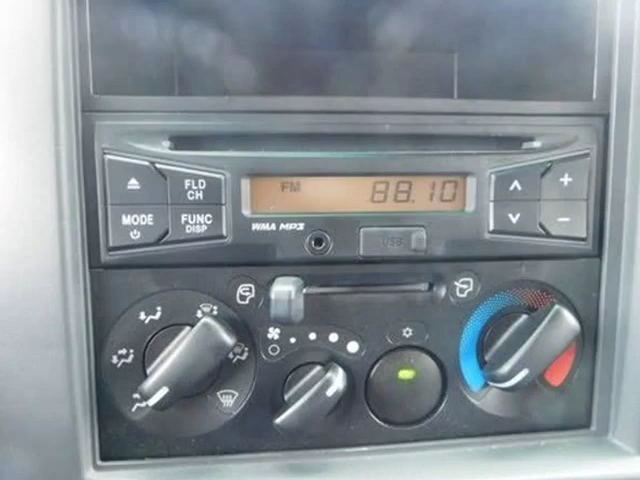 FLD
CH
FM 88.10
MODE
FUNC
DISP
WMA MP3
USB